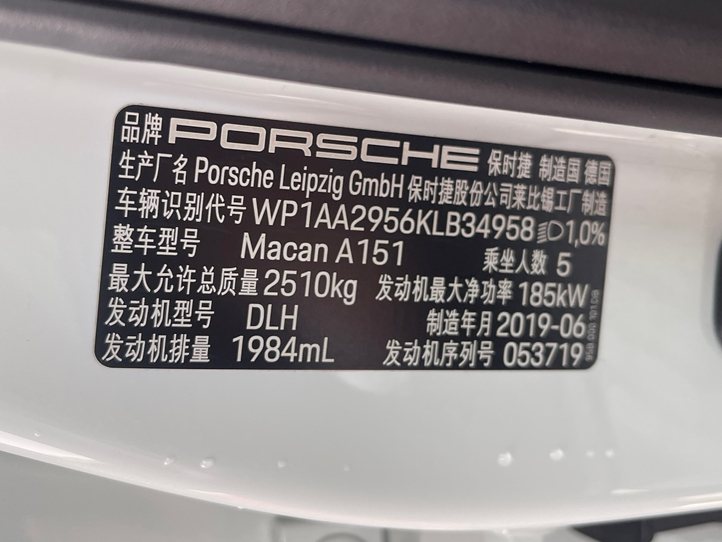 品牌 PORSCHE 保时捷 制造国 德国
生产厂名 Porsche Leipzig GmbH 保时捷股份公司莱比锡工厂制造
车辆识别代号 WP1AA2956KLB34958 1,0%
整车型号 Macan A151 乘坐人数 5
最大允许总质量 2510kg 发动机最大净功率 185kW
发动机型号 DLH 制造年月 2019-06
发动机排量 1984mL 发动机序列号 053719